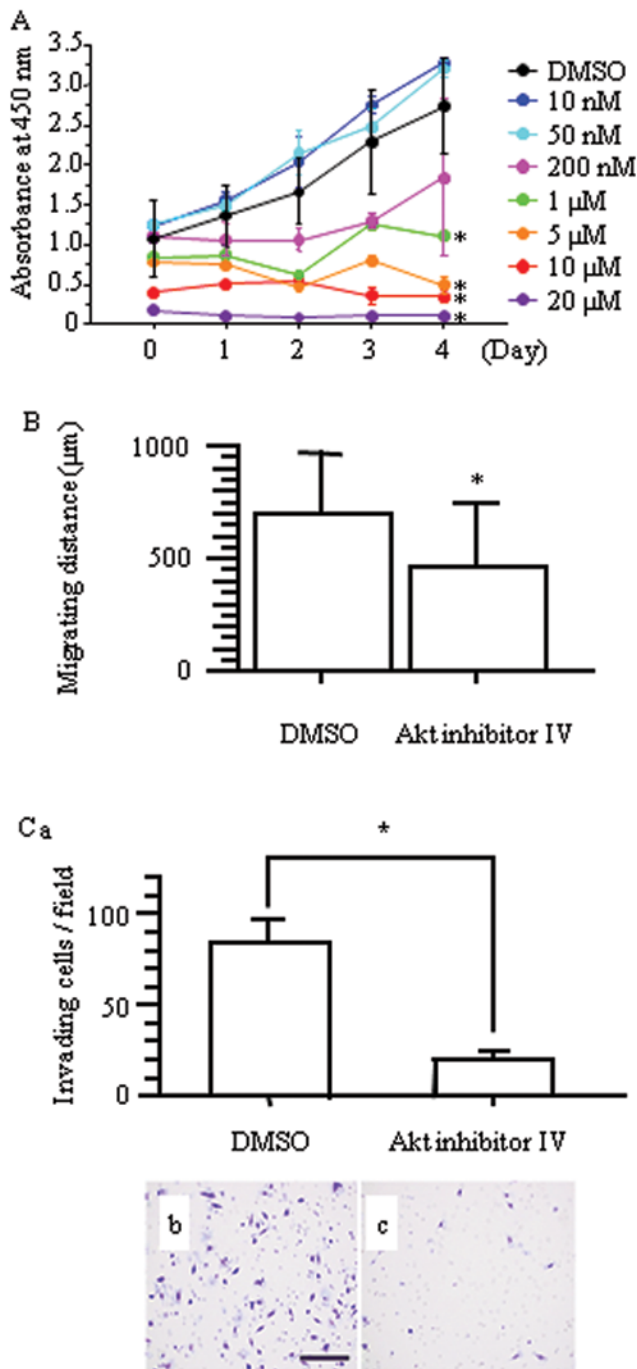 A
Absorbance at 450 nm
3.5
3.0
2.5
2.0
1.5
1.0
0.5
0
0 1 2 3 4 (Day)
DMSO
10 nM
50 nM
200 nM
1 µM
5 µM
10 µM
20 µM
*
*
*
*
B
Migrating distance (µm)
1000
500
0
*
DMSO Akt inhibitor IV
C a
*
Invading cells / field
100
50
0
DMSO Akt inhibitor IV
b c